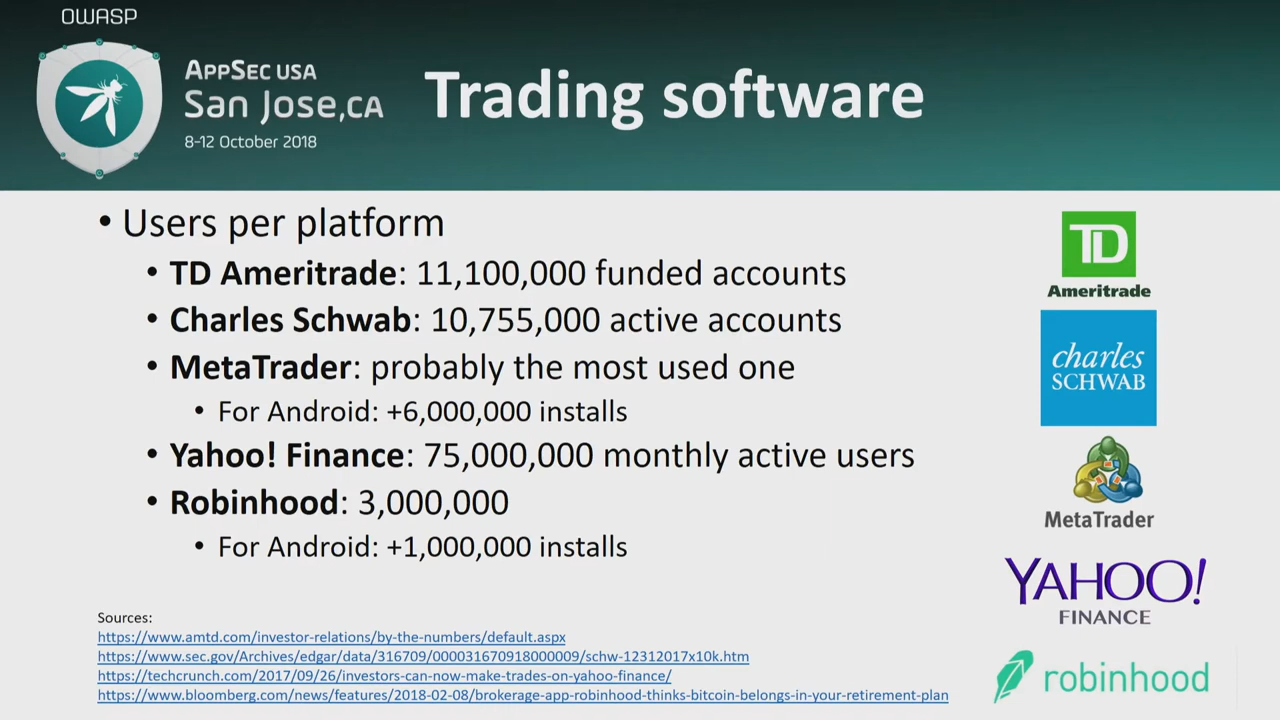 OWASP
APPSEC USA
San Jose,CA
8-12 October 2018
Trading software
• Users per platform
• TD Ameritrade: 11,100,000 funded accounts
• Charles Schwab: 10,755,000 active accounts
• MetaTrader: probably the most used one
• For Android: +6,000,000 installs
• Yahoo! Finance: 75,000,000 monthly active users
• Robinhood: 3,000,000
• For Android: +1,000,000 installs
TD
Ameritrade
charles
SCHWAB
MetaTrader
YAHOO!
FINANCE
robinhood
Sources:
https://www.amtd.com/investor-relations/by-the-numbers/default.aspx
https://www.sec.gov/Archives/edgar/data/316709/000031670918000009/schw-12312017x10k.htm
https://techcrunch.com/2017/09/26/investors-can-now-make-trades-on-yahoo-finance/
https://www.bloomberg.com/news/features/2018-02-08/brokerage-app-robinhood-thinks-bitcoin-belongs-in-your-retirement-plan